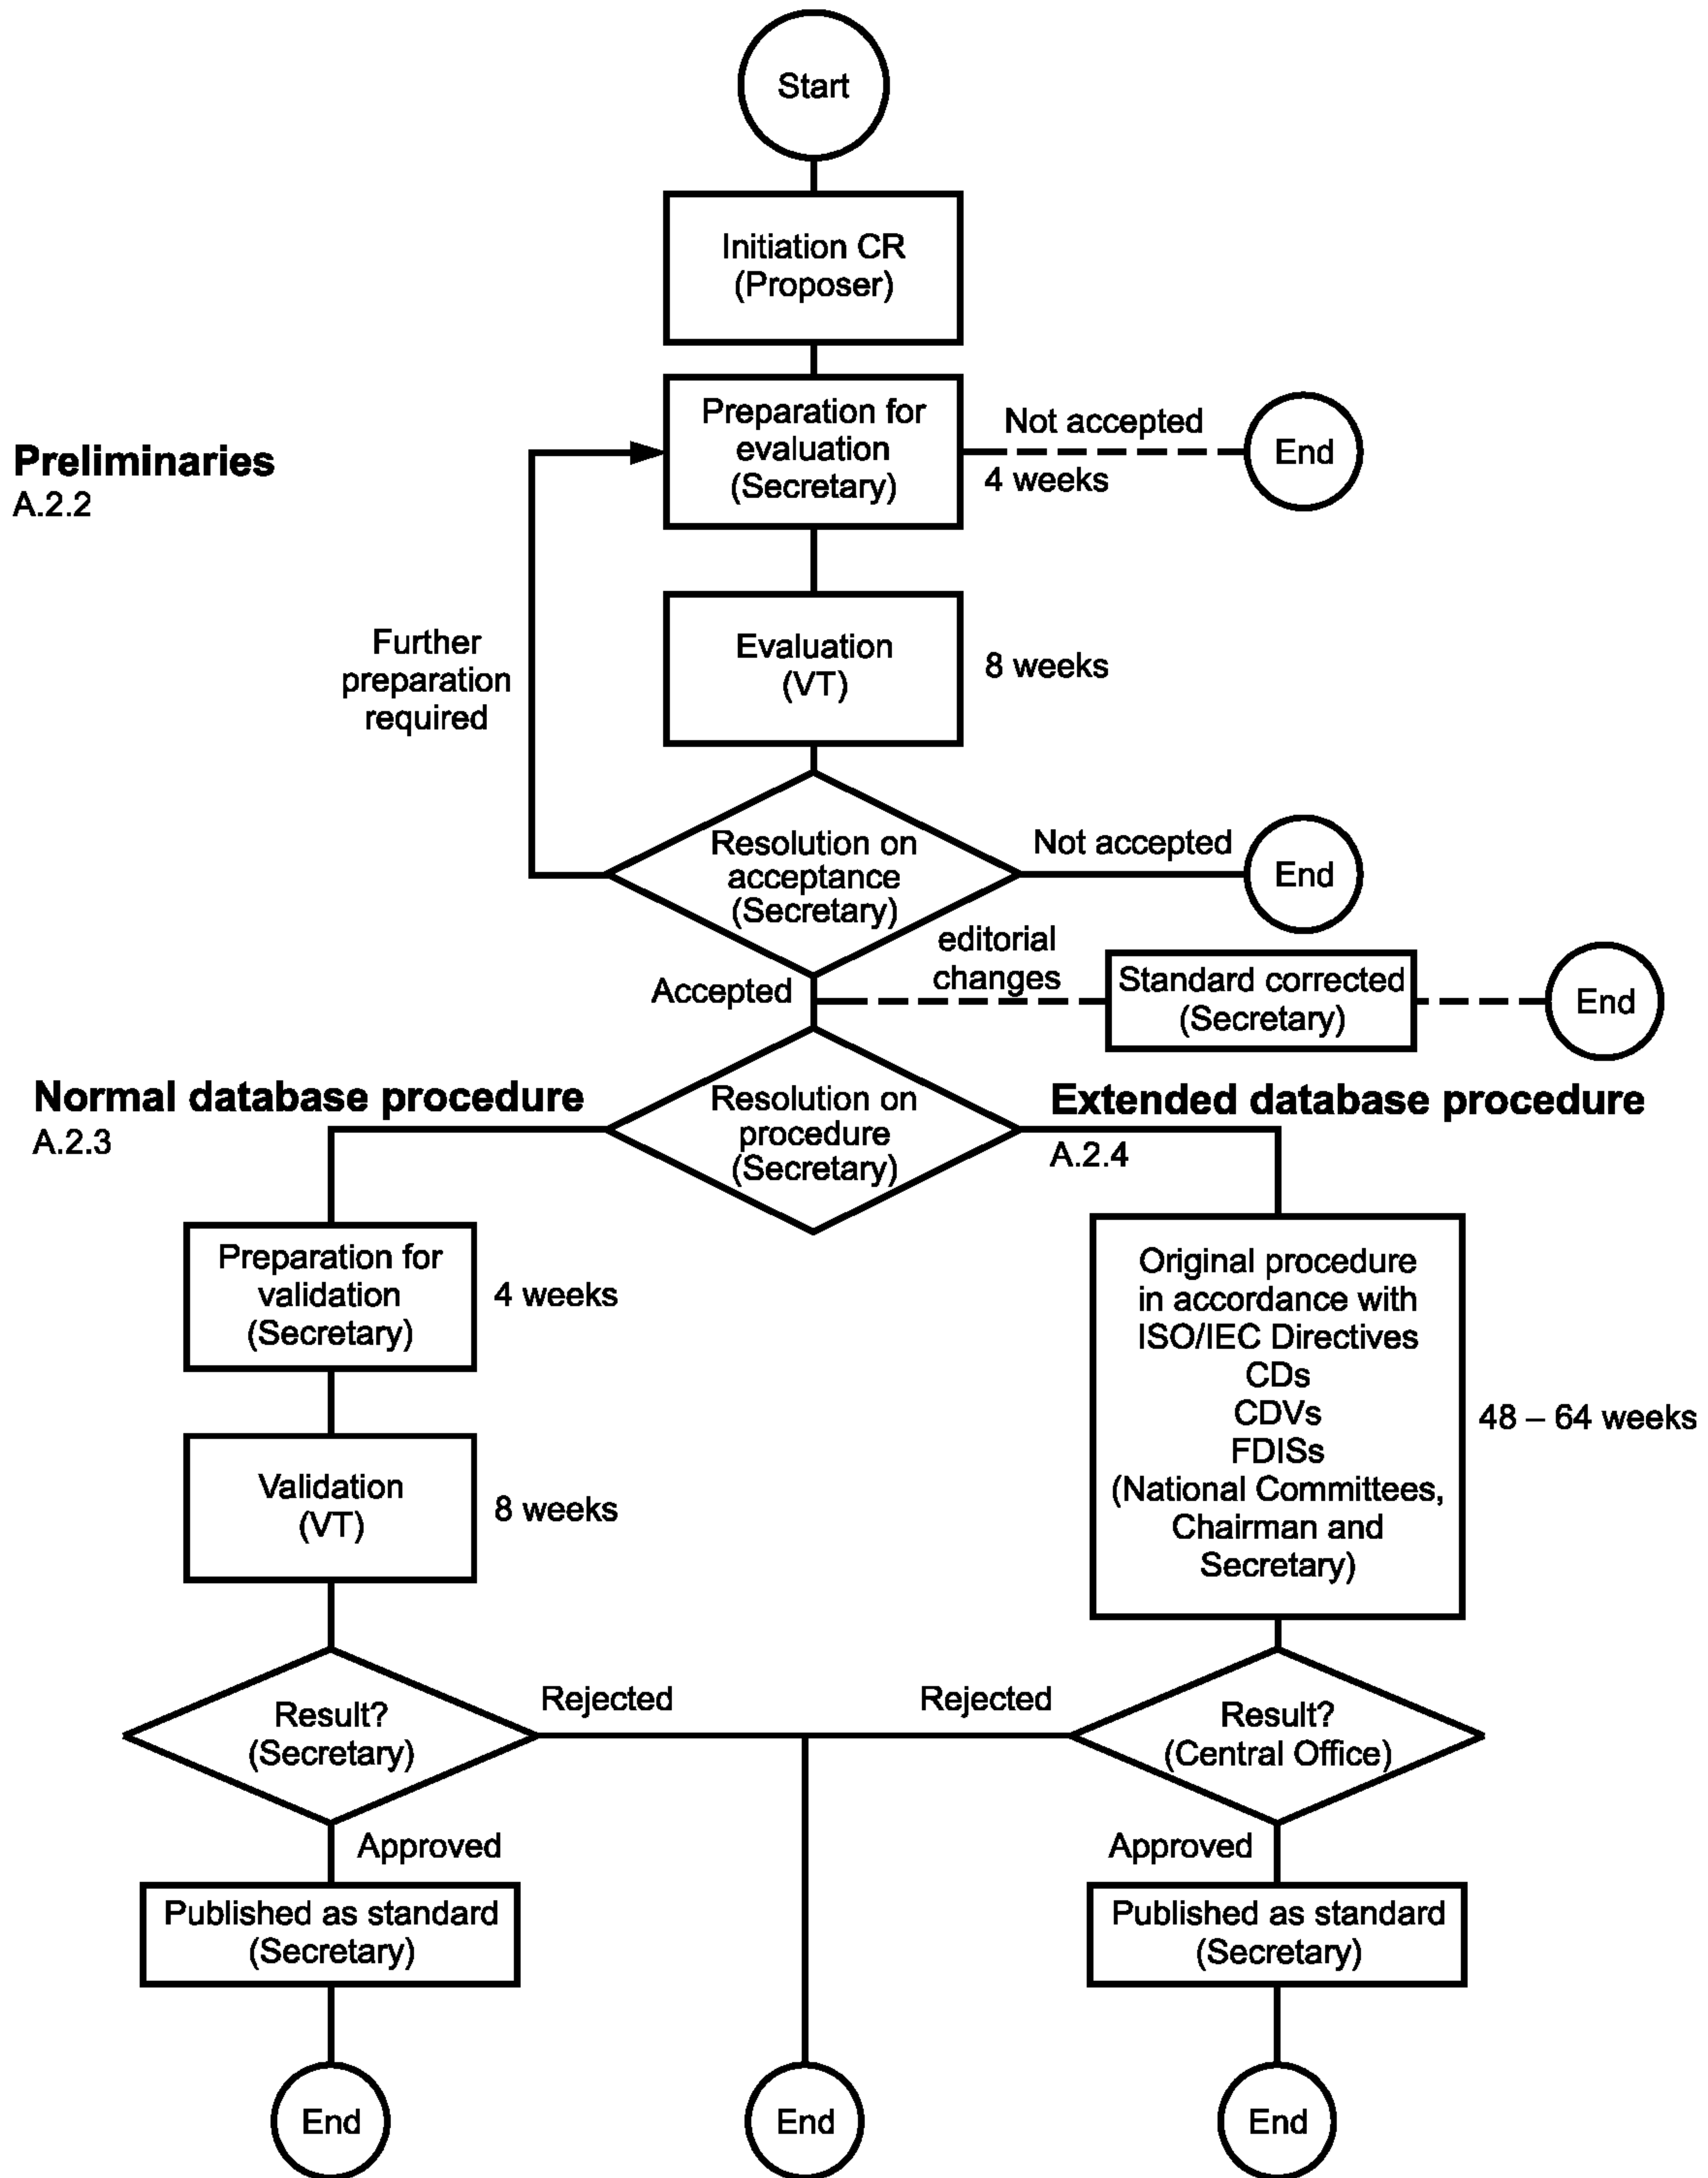 Start
Initiation CR
(Proposer)
Preparation for
evaluation
(Secretary)
Not accepted
4 weeks
End
Preliminaries
A.2.2
Further
preparation
required
Evaluation
(VT)
8 weeks
Resolution on
acceptance
(Secretary)
Not accepted
End
Accepted
editorial
changes
Standard corrected
(Secretary)
End
Normal database procedure
A.2.3
Resolution on
procedure
(Secretary)
Extended database procedure
A.2.4
Preparation for
validation
(Secretary)
4 weeks
Validation
(VT)
8 weeks
Original procedure
in accordance with
ISO/IEC Directives
CDs
CDVs
FDISs
(National Committees,
Chairman and
Secretary)
48 – 64 weeks
Result?
(Secretary)
Rejected
Rejected
Result?
(Central Office)
Approved
Approved
Published as standard
(Secretary)
Published as standard
(Secretary)
End
End
End